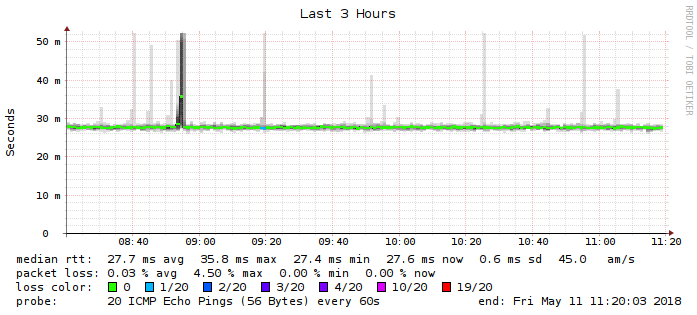 Last 3 Hours
RRDTOOL / TOBI OETIKER
Seconds
50 m
40 m
30 m
20 m
10 m
0
08:40 09:00 09:20 09:40 10:00 10:20 10:40 11:00 11:20
median rtt: 27.7 ms avg 35.8 ms max 27.4 ms min 27.6 ms now 0.6 ms sd 45.0 am/s
packet loss: 0.03 % avg 4.50 % max 0.00 % min 0.00 % now
loss color: 0 1/20 2/20 3/20 4/20 10/20 19/20
probe: 20 ICMP Echo Pings (56 Bytes) every 60s end: Fri May 11 11:20:03 2018